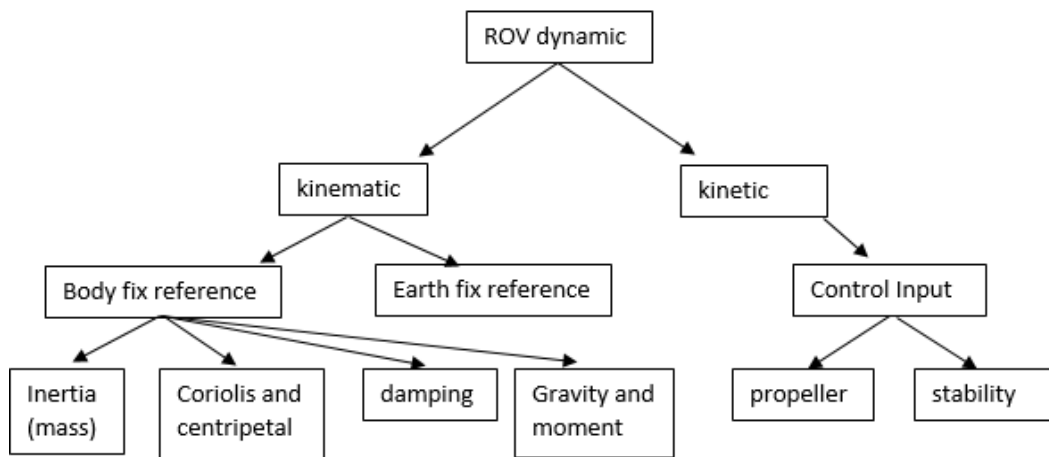 ROV dynamic
kinematic
kinetic
Body fix reference
Earth fix reference
Control Input
Inertia
(mass)
Coriolis and
centripetal
damping
Gravity and
moment
propeller
stability